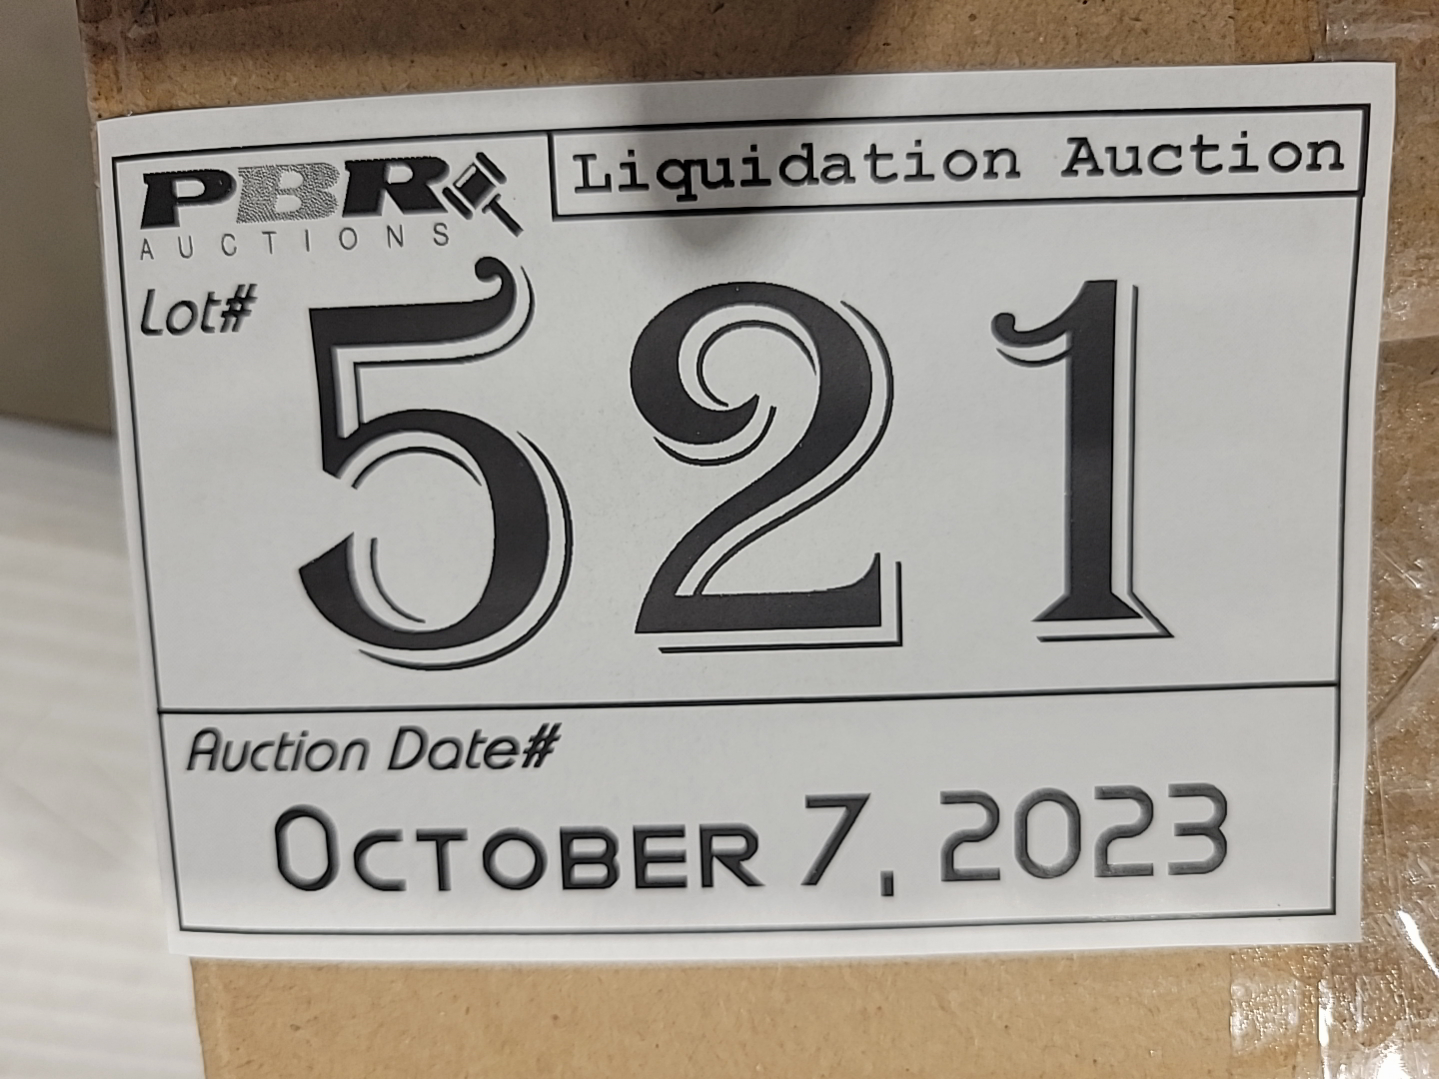 PBR
AUCTIONS
Liquidation Auction
Lot#
521
Auction Date#
OCTOBER 7, 2023